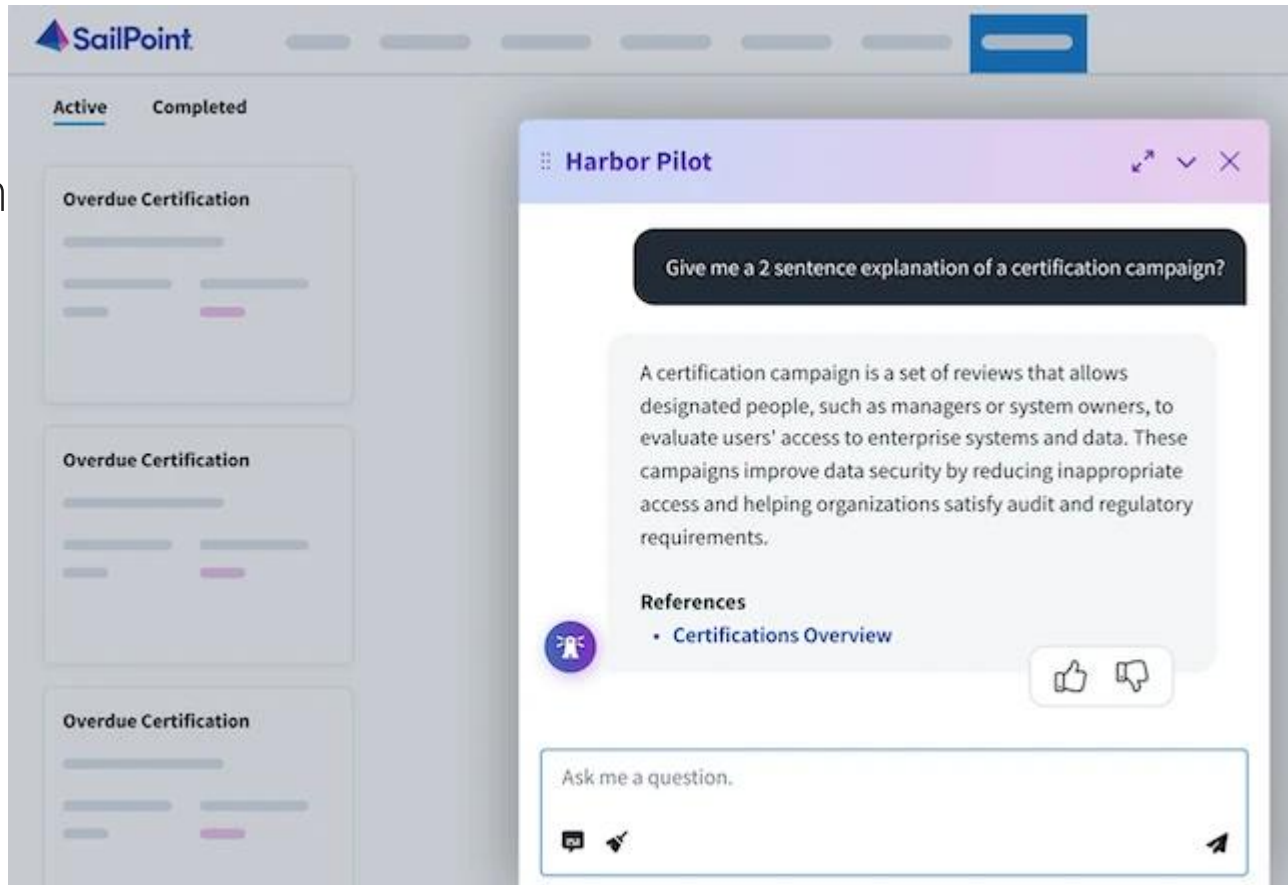 SailPoint
Active Completed
Overdue Certification
Overdue Certification
Overdue Certification
Harbor Pilot
Give me a 2 sentence explanation of a certification campaign?
A certification campaign is a set of reviews that allows
designated people, such as managers or system owners, to
evaluate users' access to enterprise systems and data. These
campaigns improve data security by reducing inappropriate
access and helping organizations satisfy audit and regulatory
requirements.
References
• Certifications Overview
Ask me a question.